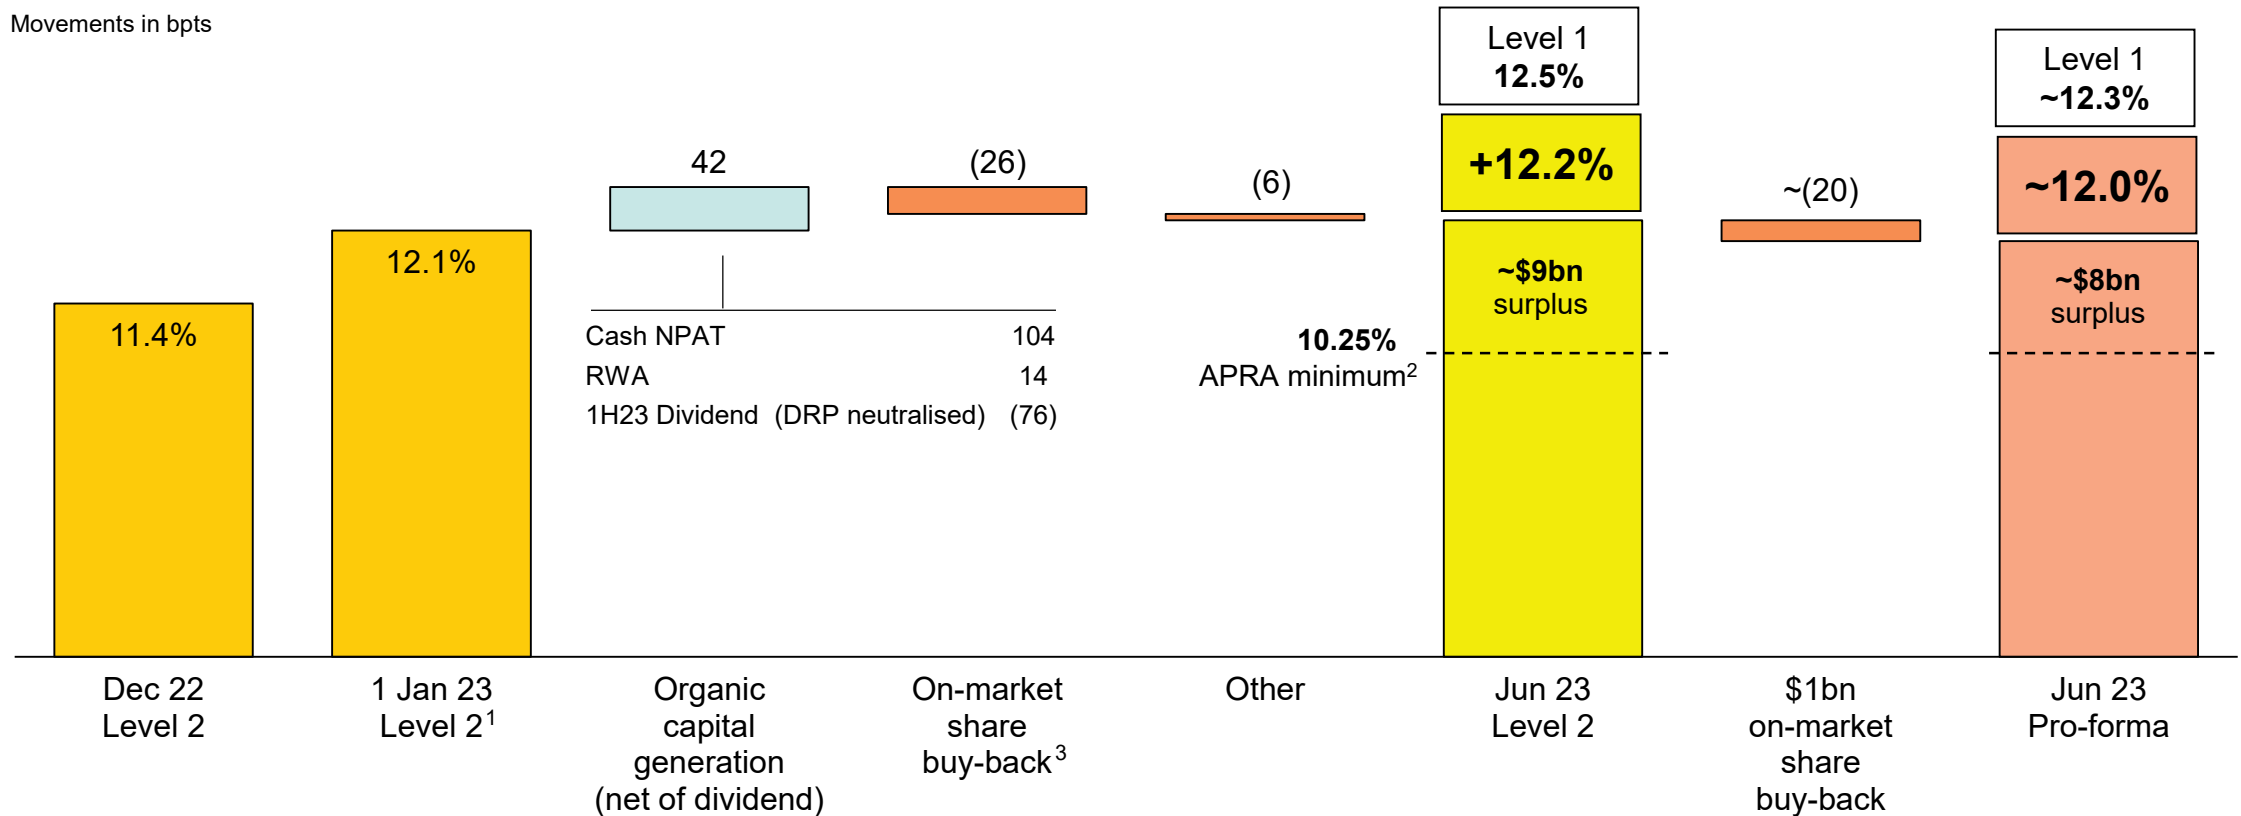 Movements in bpts
Level 1
12.5%
Level 1
~12.3%
42
(26)
(6)
+12.2%
~(20)
~12.0%
11.4%
12.1%
~$9bn
surplus
~$8bn
surplus
Cash NPAT 104
RWA 14
1H23 Dividend (DRP neutralised) (76)
10.25%
APRA minimum2
Dec 22
Level 2
1 Jan 23
Level 21
Organic
capital
generation
(net of dividend)
On-market
share
buy-back3
Other
Jun 23
Level 2
$1bn
on-market
share
buy-back
Jun 23
Pro-forma